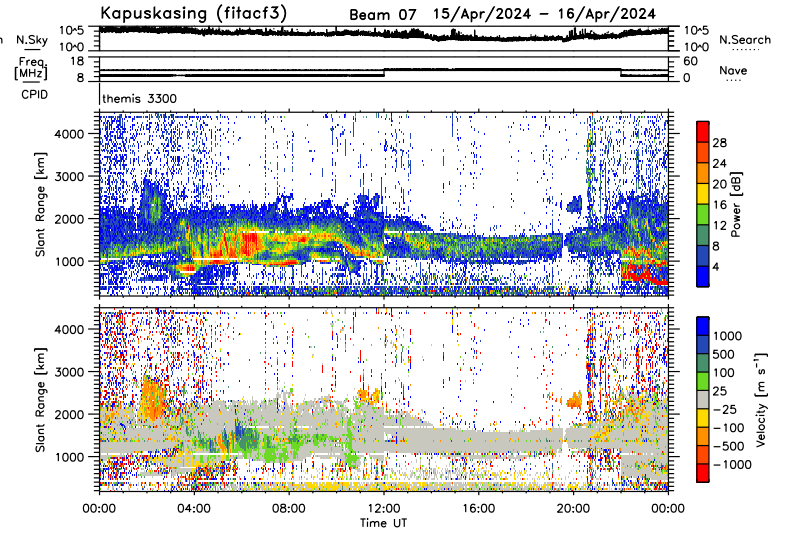 Kapuskasing (fitacf3) Beam 07 15/Apr/2024 − 16/Apr/2024
n N.Sky 10^5 10^0 10^5 10^0 N.Search
Freq. [MHz] 18 8 60 0 Nave
CPID themis 3300
Slant Range [km]
4000
3000
2000
1000
28
24
20
16
12
8
4
Power [dB]
Slant Range [km]
4000
3000
2000
1000
1000
500
100
25
−25
−100
−500
−1000
Velocity [m s⁻¹]
00:00 04:00 08:00 12:00 16:00 20:00 00:00
Time UT